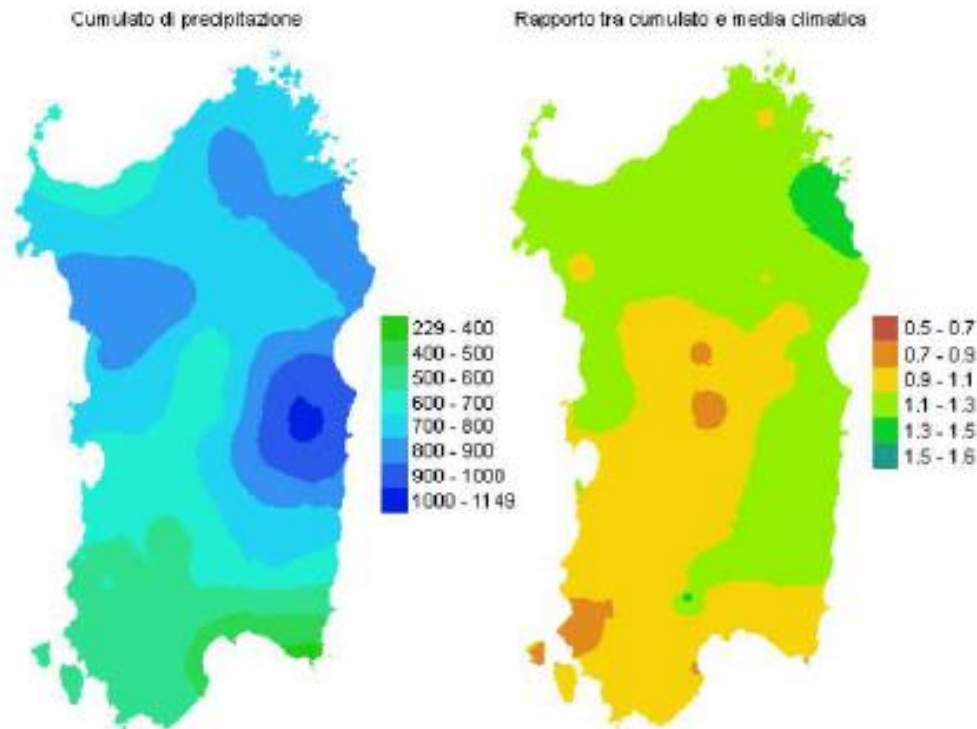 Cumulato di precipitazione
Rapporto tra cumulato e media climatica
229 - 400
400 - 500
500 - 600
600 - 700
700 - 800
800 - 900
900 - 1000
1000 - 1149
0.5 - 0.7
0.7 - 0.9
0.9 - 1.1
1.1 - 1.3
1.3 - 1.5
1.5 - 1.6